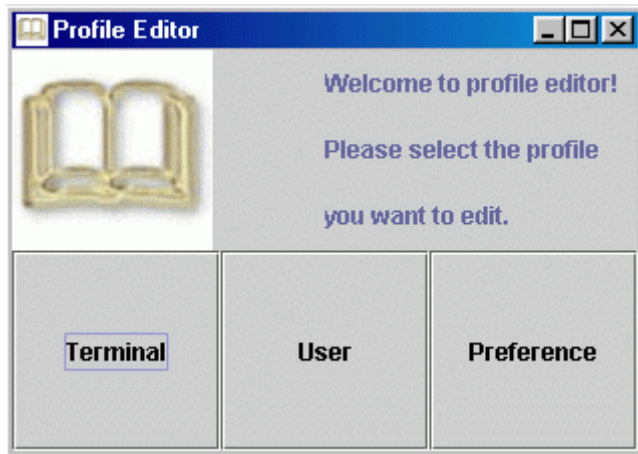 Profile Editor
Welcome to profile editor!
Please select the profile
you want to edit.
Terminal
User
Preference